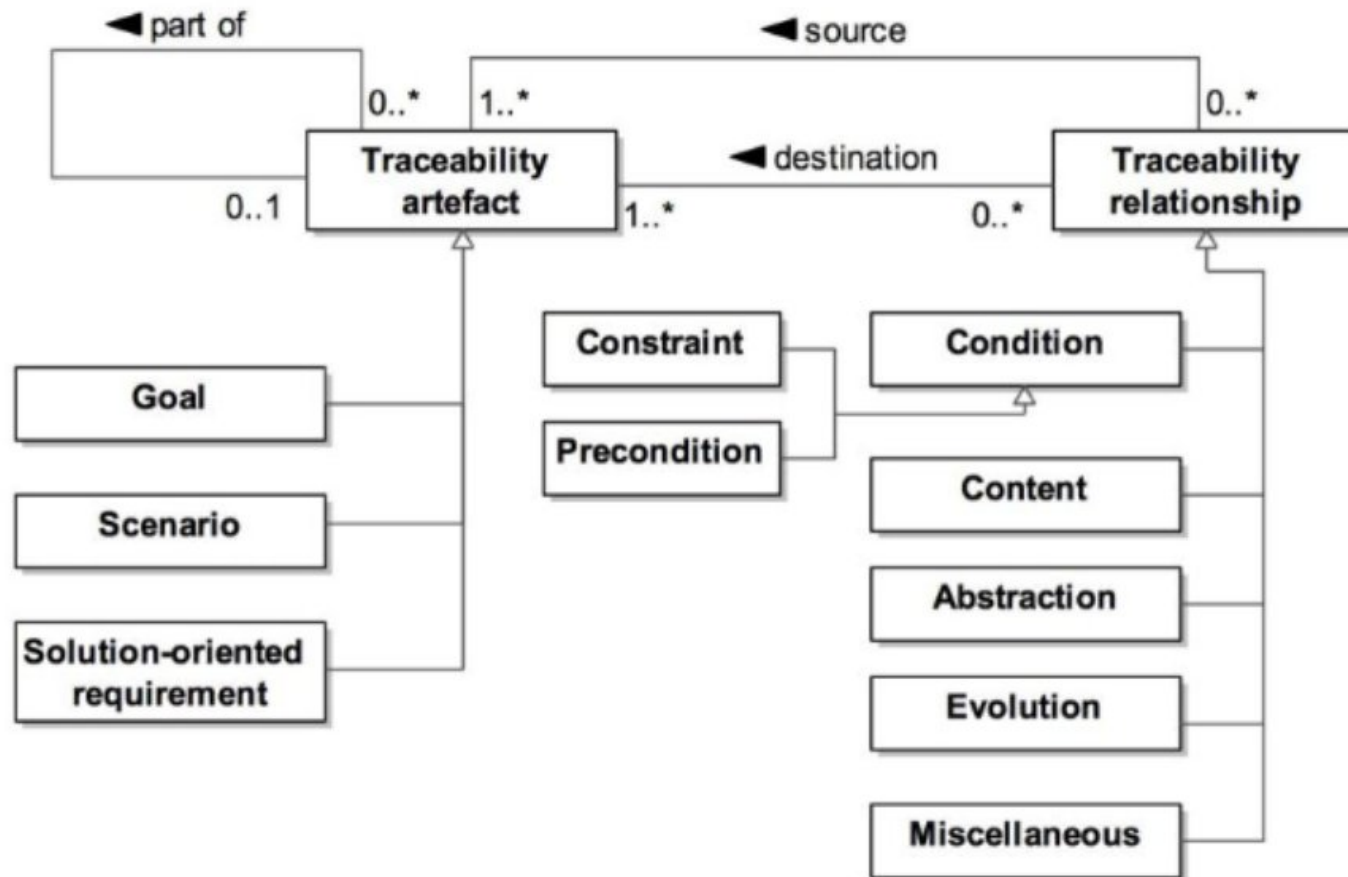 ◄ part of
◄ source
0..*
1..*
0..*
Traceability
artefact
◄ destination
Traceability
relationship
0..1
1..*
0..*
Constraint
Condition
Goal
Precondition
Content
Scenario
Abstraction
Solution-oriented
requirement
Evolution
Miscellaneous